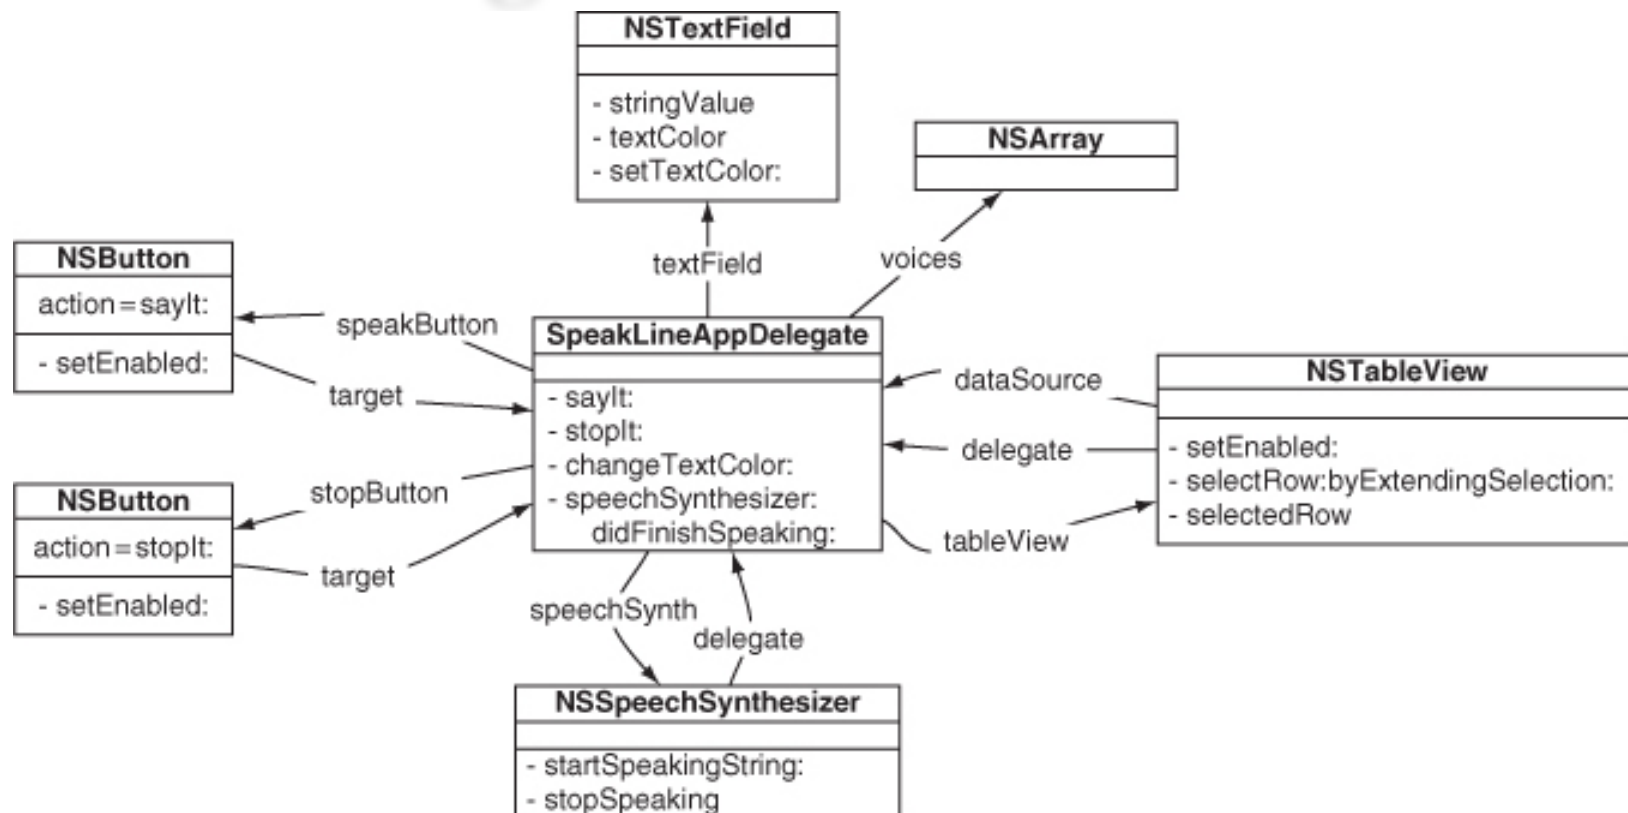 NSTextField
- stringValue
- textColor
- setTextColor:
NSArray
textField
voices
NSButton
action=sayIt:
- setEnabled:
speakButton
target
SpeakLineAppDelegate
- sayIt:
- stopIt:
- changeTextColor:
- speechSynthesizer:
didFinishSpeaking:
dataSource
delegate
tableView
NSTableView
- setEnabled:
- selectRow:byExtendingSelection:
- selectedRow
NSButton
action=stopIt:
- setEnabled:
stopButton
target
speechSynth
delegate
NSSpeechSynthesizer
- startSpeakingString:
- stopSpeaking